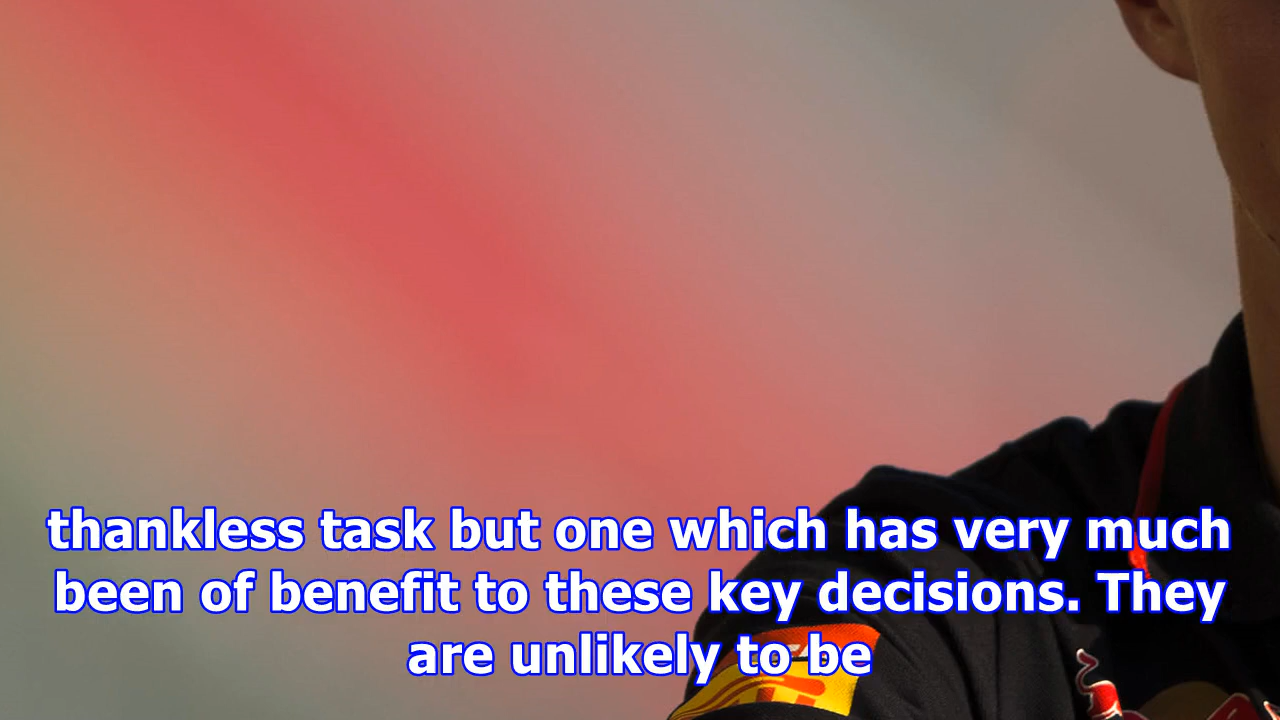 thankless task but one which has very much
been of benefit to these key decisions. They
are unlikely to be